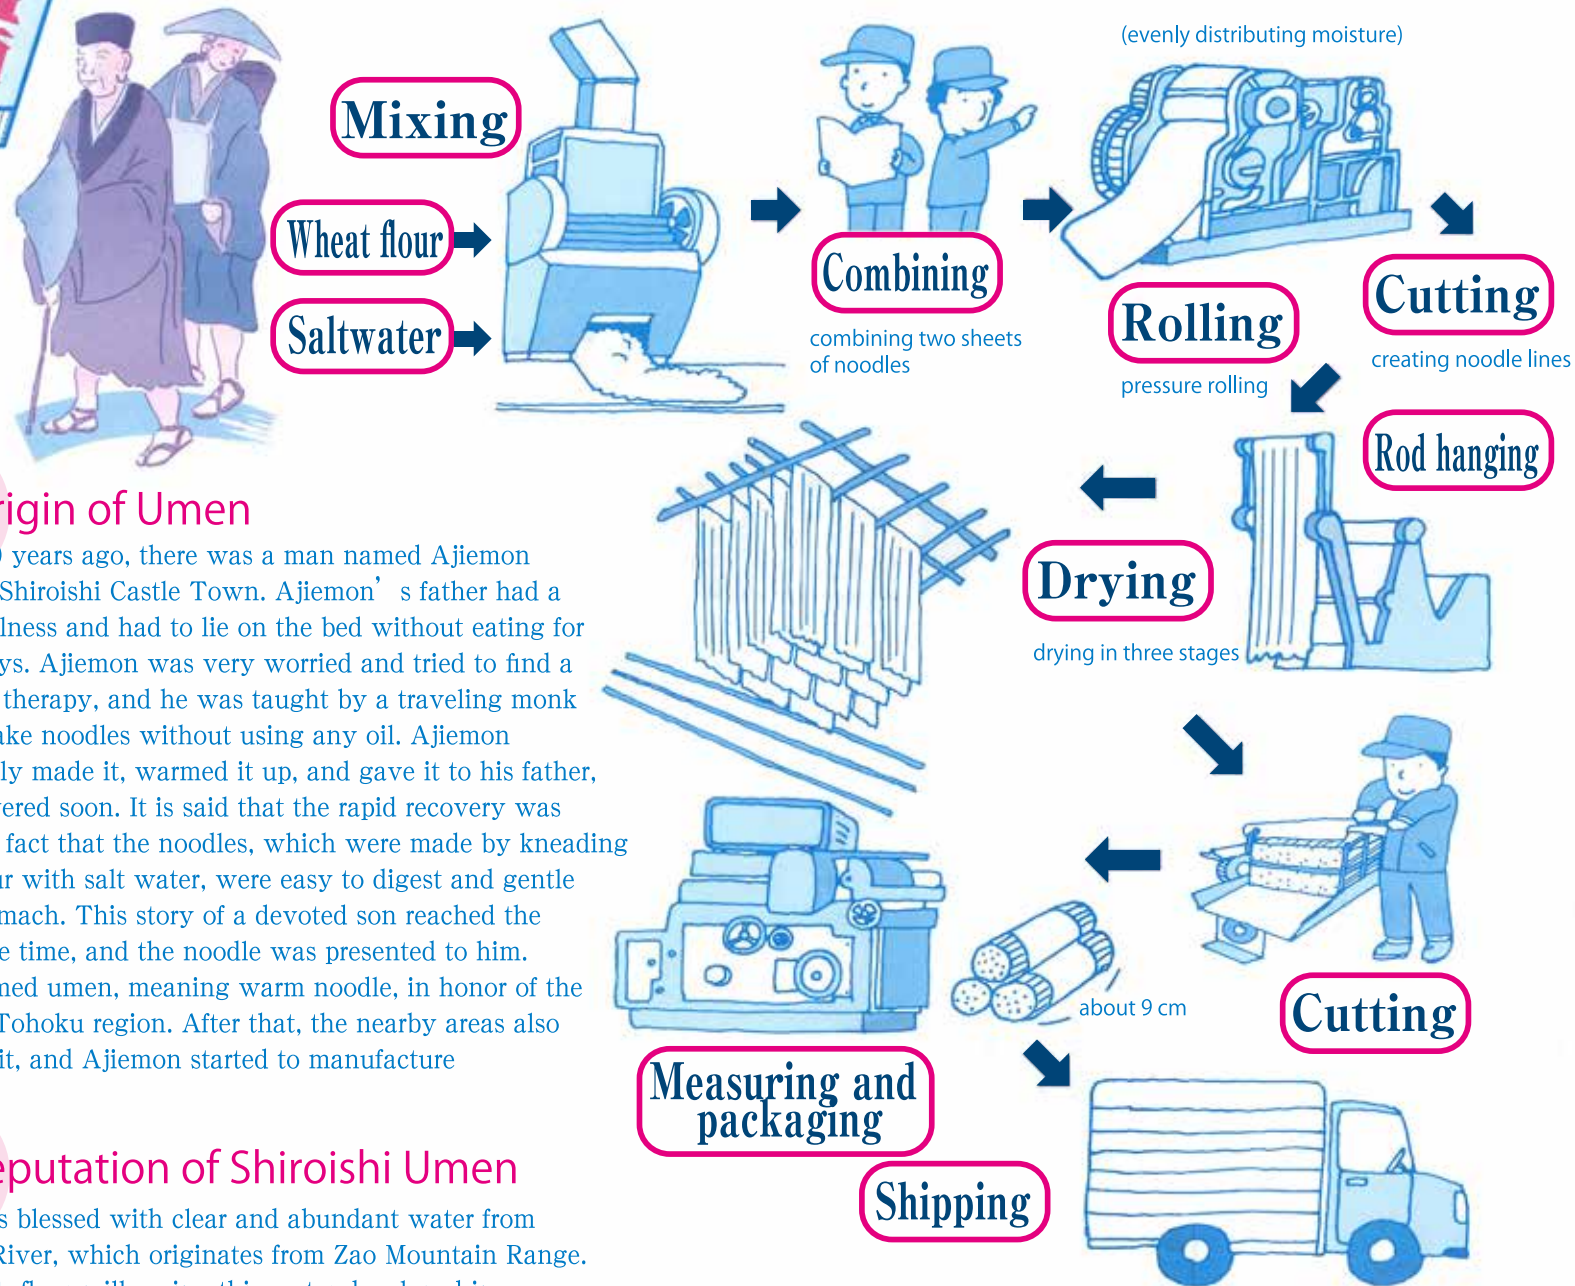 (evenly distributing moisture)
Mixing
Wheat flour
Saltwater
Combining
combining two sheets
of noodles
Rolling
pressure rolling
Cutting
creating noodle lines
Rod hanging
Drying
drying in three stages
Cutting
about 9 cm
Measuring and
packaging
Shipping
rigin of Umen
years ago, there was a man named Ajiemon
Shiroishi Castle Town. Ajiemon’s father had a
lness and had to lie on the bed without eating for
ys. Ajiemon was very worried and tried to find a
therapy, and he was taught by a traveling monk
ake noodles without using any oil. Ajiemon
ly made it, warmed it up, and gave it to his father,
ered soon. It is said that the rapid recovery was
fact that the noodles, which were made by kneading
ur with salt water, were easy to digest and gentle
mach. This story of a devoted son reached the
e time, and the noodle was presented to him.
med umen, meaning warm noodle, in honor of the
Tohoku region. After that, the nearby areas also
it, and Ajiemon started to manufacture
eputation of Shiroishi Umen
s blessed with clear and abundant water from
River, which originates from Zao Mountain Range.